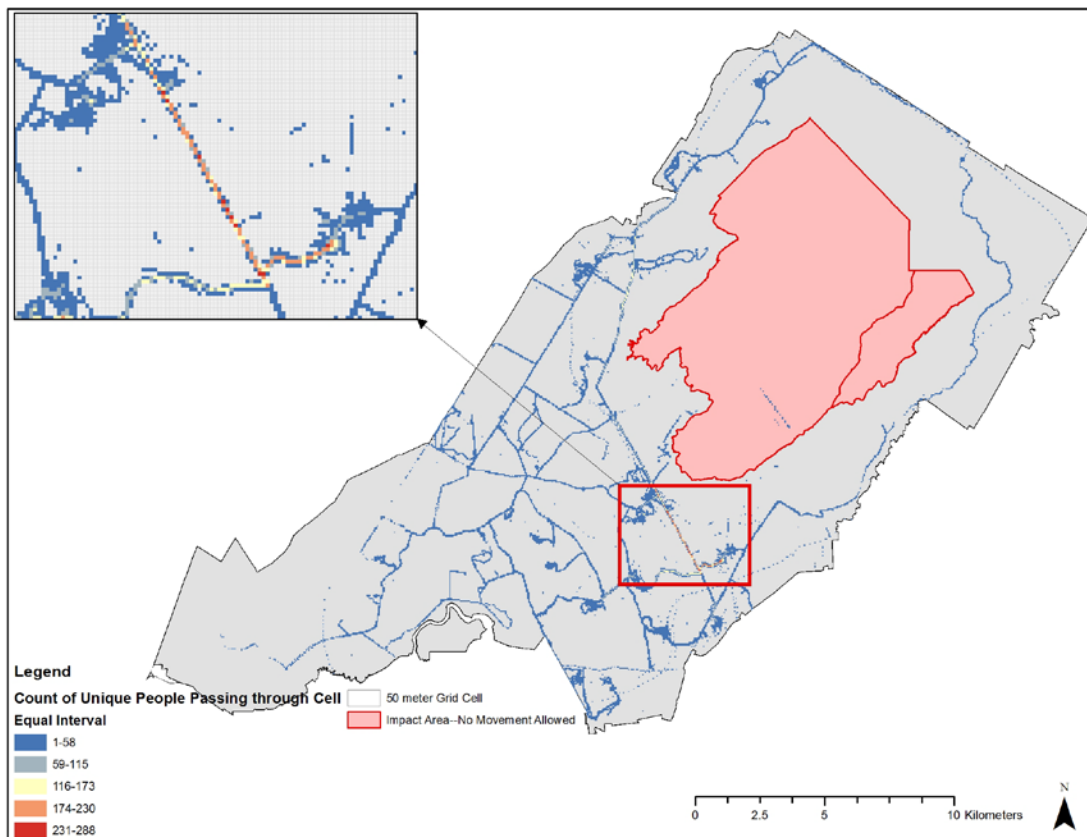 Legend
Count of Unique People Passing through Cell
Equal Interval
1-58
59-115
116-173
174-230
231-288
50 meter Grid Cell
Impact Area--No Movement Allowed
0 2.5 5 10 Kilometers
N